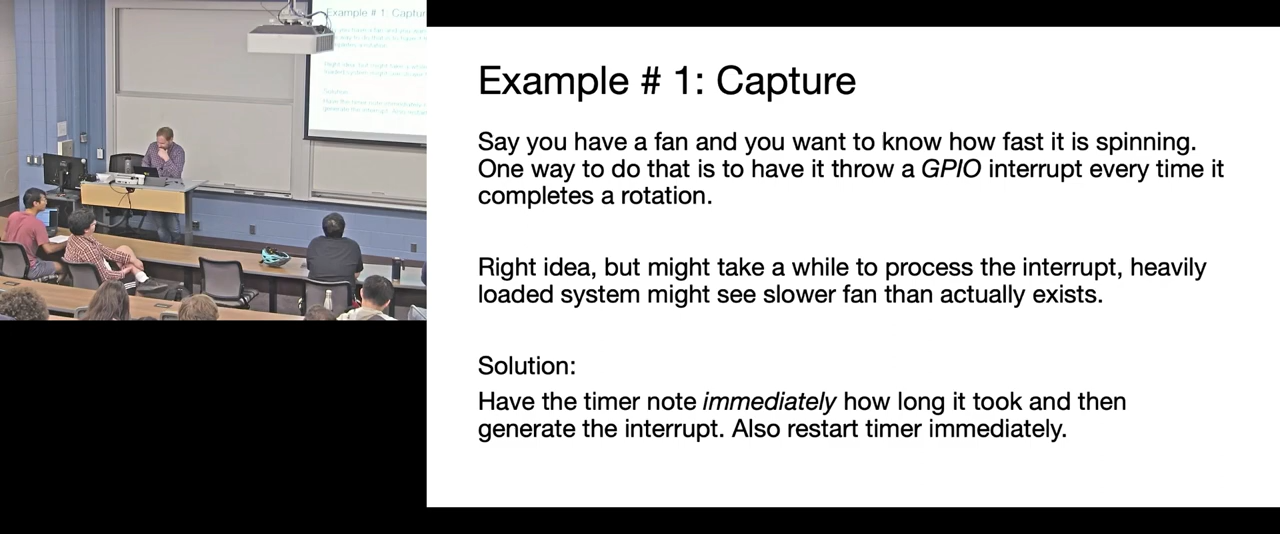 Example # 1: Capture
Say you have a fan and you want to know how fast it is spinning.
One way to do that is to have it throw a GPIO interrupt every time it
completes a rotation.
Right idea, but might take a while to process the interrupt, heavily
loaded system might see slower fan than actually exists.
Solution:
Have the timer note immediately how long it took and then
generate the interrupt. Also restart timer immediately.
Example # 1: Captur